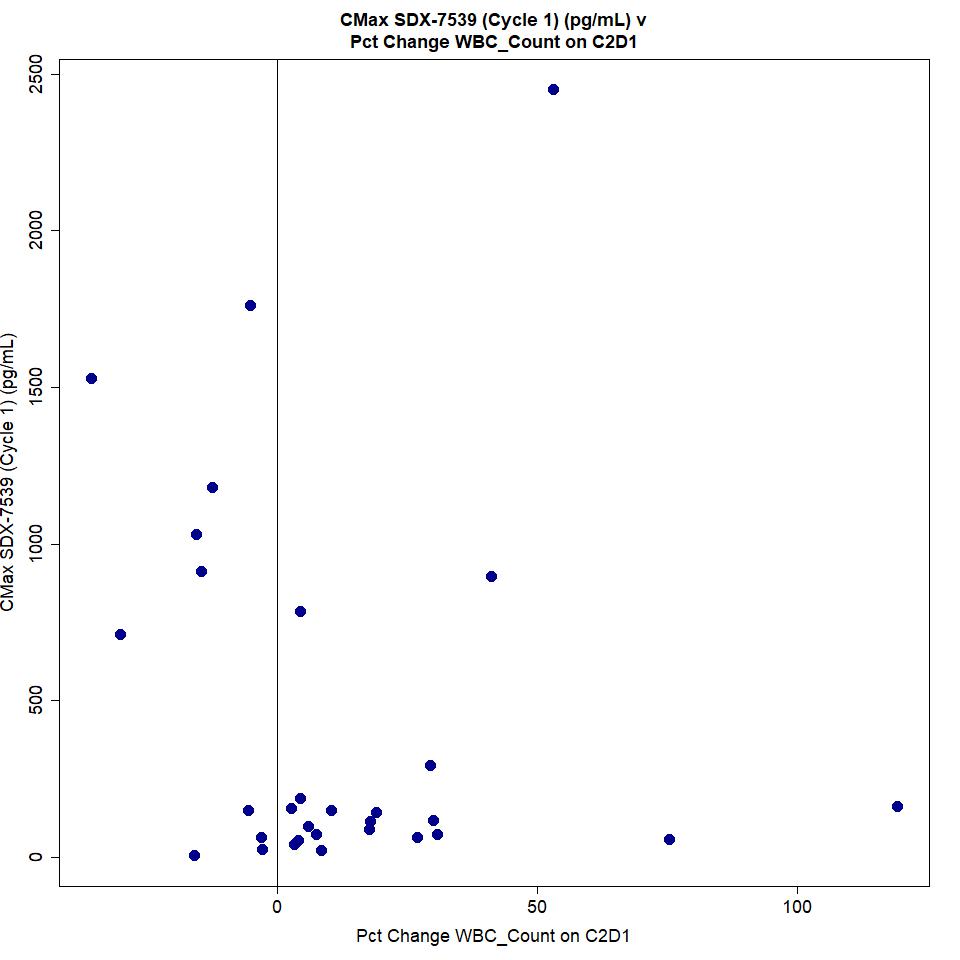 CMax SDX-7539 (Cycle 1) (pg/mL) v
Pct Change WBC_Count on C2D1
CMax SDX-7539 (Cycle 1) (pg/mL)
2500
2000
1500
1000
500
0
0 50 100
Pct Change WBC_Count on C2D1